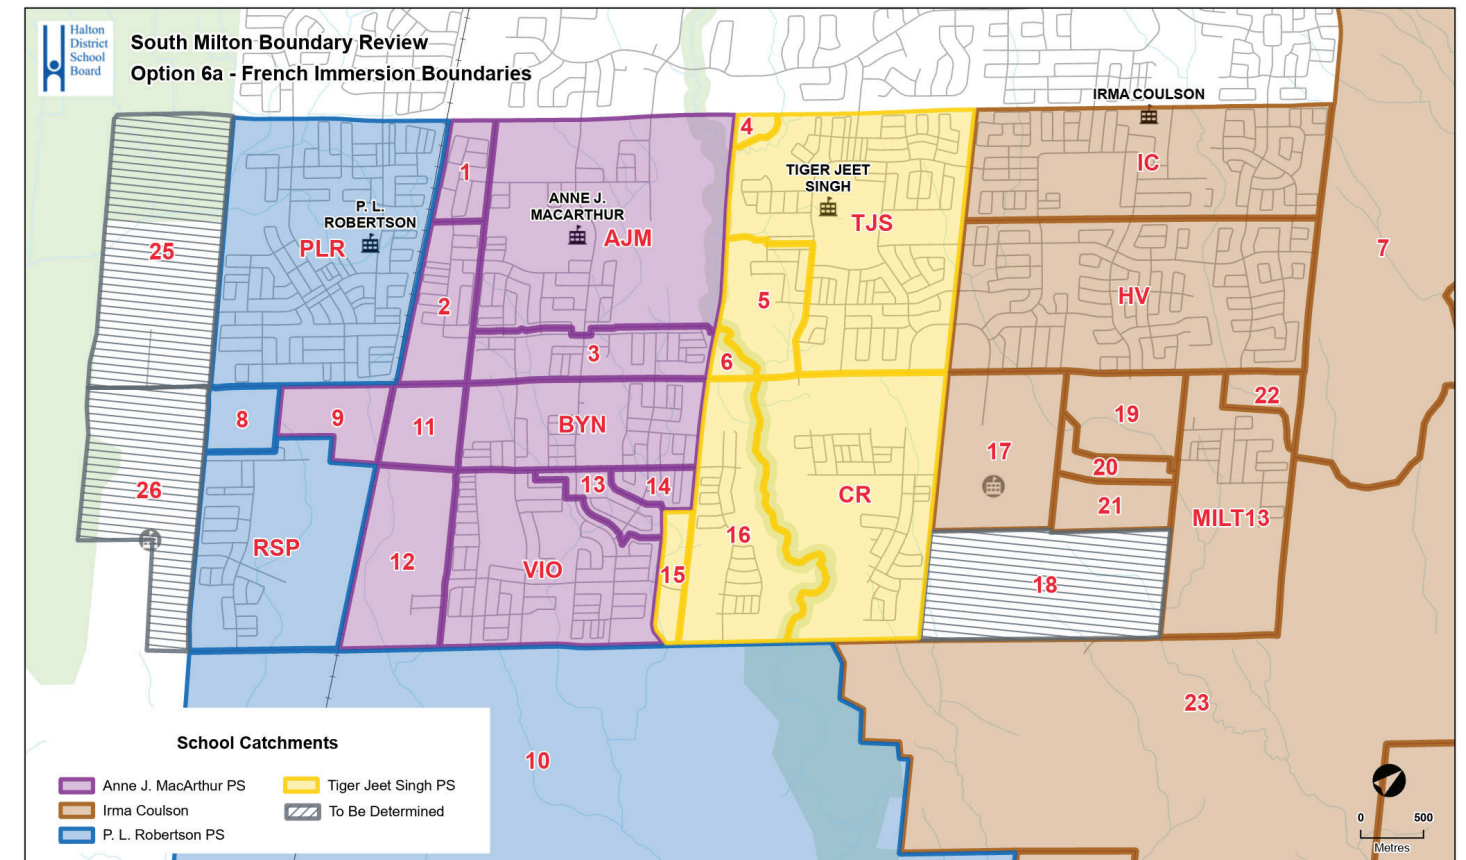 Halton
District
School
Board
South Milton Boundary Review
Option 6a - French Immersion Boundaries
IRMA COULSON
4
TIGER JEET
SINGH
IC
1
P. L.
ROBERTSON
ANNE J.
MACARTHUR
TJS
25
PLR
AJM
7
2
5
HV
3
6
8
9
11
BYN
19
22
17
20
26
13
14
CR
21
MILT13
RSP
12
VIO
15
16
18
23
10
School Catchments
Anne J. MacArthur PS
Tiger Jeet Singh PS
Irma Coulson
To Be Determined
P. L. Robertson PS
0 500
Metres